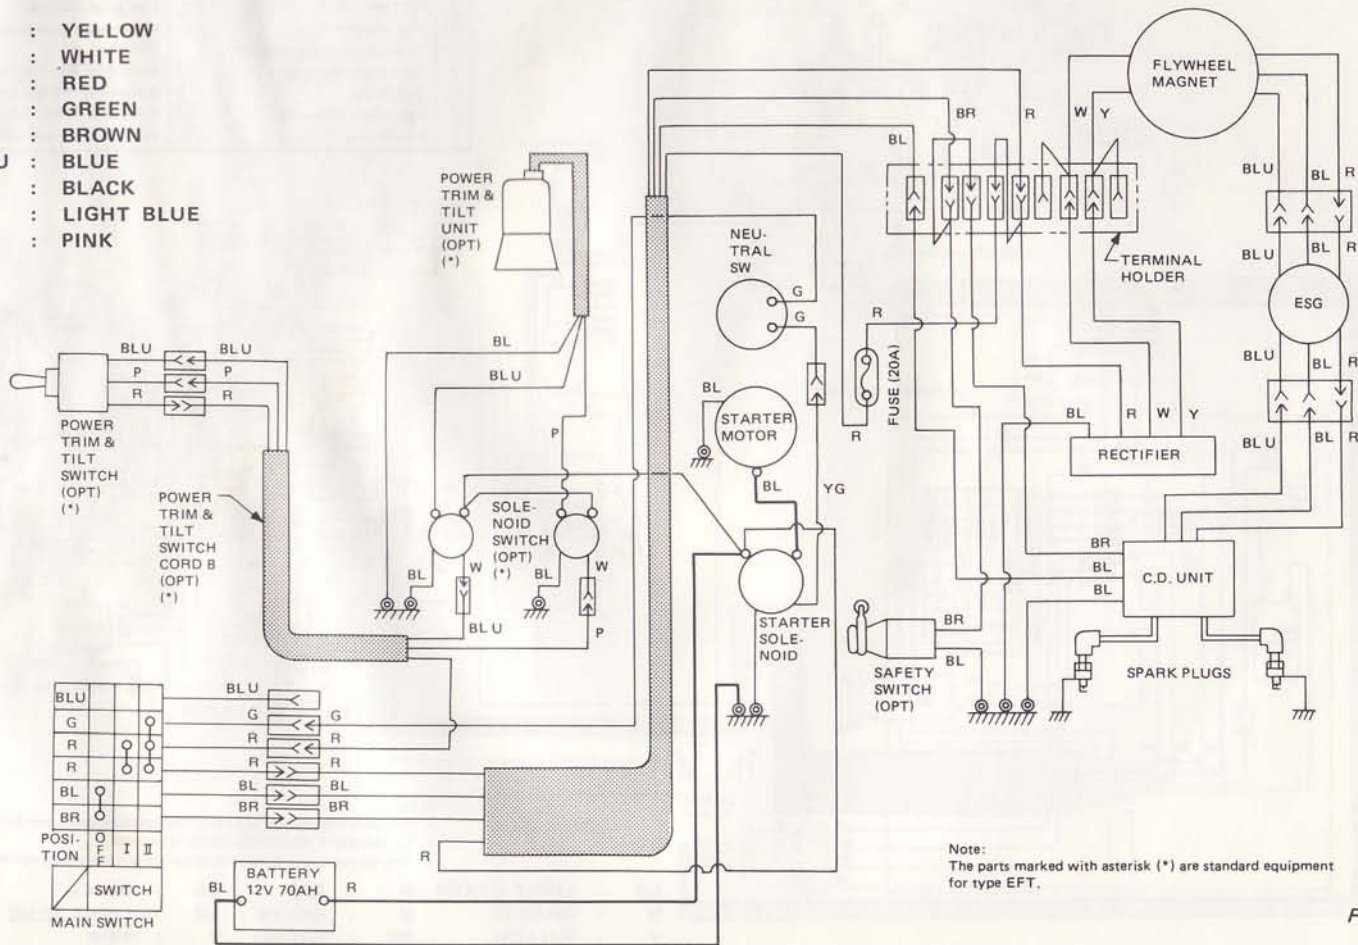 : YELLOW
: WHITE
: RED
: GREEN
: BROWN
U : BLUE
: BLACK
: LIGHT BLUE
: PINK
FLYWHEEL
MAGNET
W Y
BR
R
BL
BLU BL R
TERMINAL
HOLDER
BLU BL R
ESG
BLU BL R
BLU BL R
POWER
TRIM &
TILT
UNIT
(OPT)
(*)
NEU-
TRAL
SW
G
G
R
FUSE (20A)
R
BL
STARTER
MOTOR
BL
YG
BL
R
W
Y
RECTIFIER
BL
BLU
P
BLU BLU
P P
R R
POWER
TRIM &
TILT
SWITCH
(OPT)
(*)
POWER
TRIM &
TILT
SWITCH
CORD B
(OPT)
(*)
SOLE-
NOID
SWITCH
(OPT)
(*)
BL
W
BLU
BL
W
P
STARTER
SOLE-
NOID
BR
BL
BL
C.D. UNIT
SPARK PLUGS
BR
BL
SAFETY
SWITCH
(OPT)
BLU BLU
G G G
R R R
R R R
BL BL BL
BR BR BR
POSI-
TION
OFF I II
SWITCH
MAIN SWITCH
R
BL
BATTERY
12V 70AH
R
Note:
The parts marked with asterisk (*) are standard equipment
for type EFT.
F